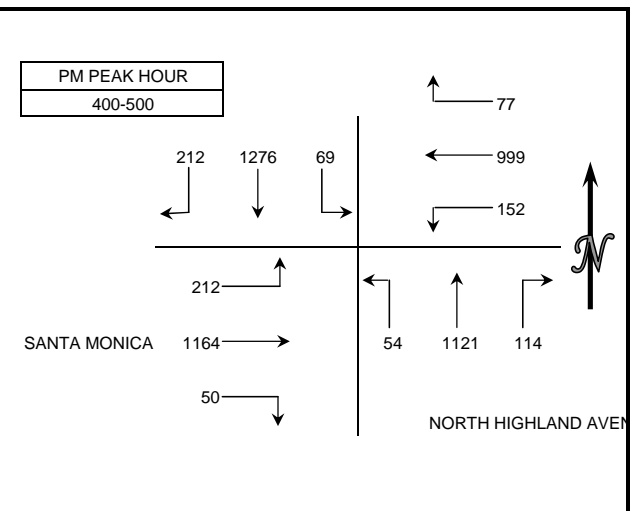 PM PEAK HOUR
400-500
77
212 1276 69
999
152
N
212
SANTA MONICA 1164
54 1121 114
50
NORTH HIGHLAND AVEN